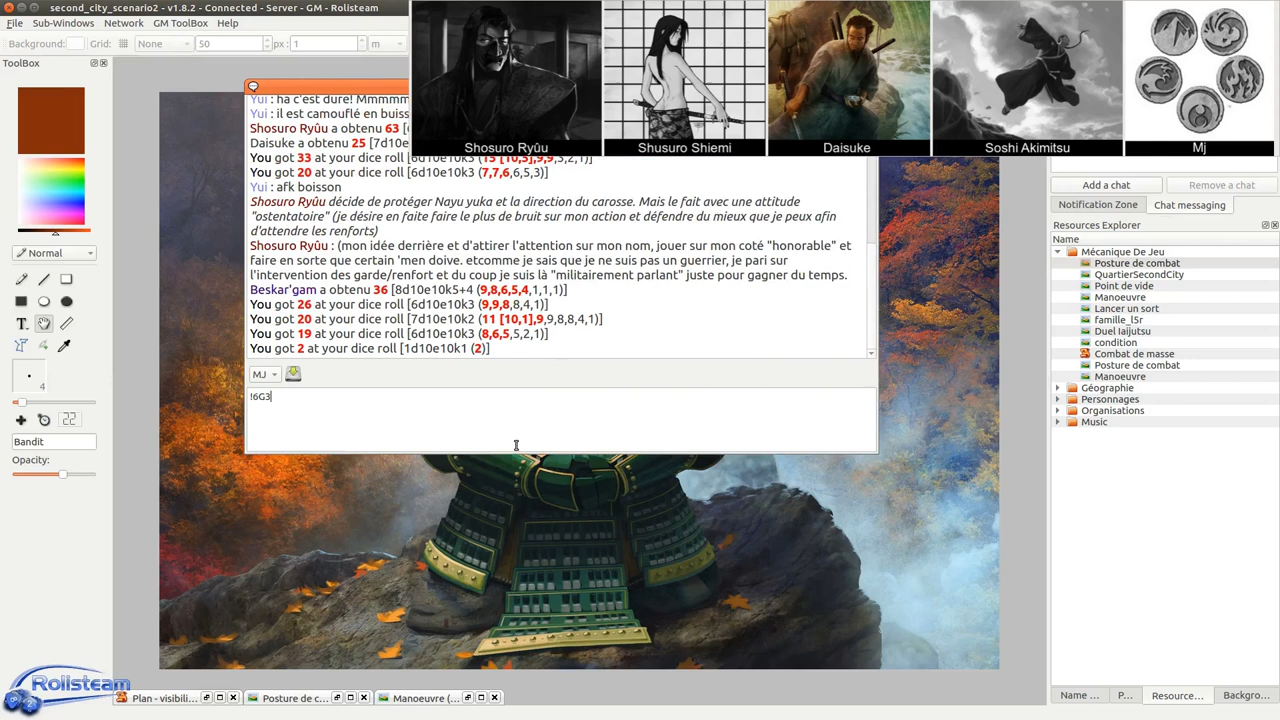 second_city_scenario2 - v1.8.2 - Connected - Server - GM - Rolisteam
File Sub-Windows Network GM ToolBox Help
Background: Grid: None 50 px : 1 m
ToolBox
Normal
4
22
Bandit
Opacity:
Yui : ha c'est dure! Mmmmm
Yui : il est camouflé en buiss
Shosuro Ryûu a obtenu 63
Daisuke a obtenu 25 [7d10e
You got 33 at your dice roll [6d10e10k3 (15 [10,5],9,9,3,2,1)]
You got 20 at your dice roll [6d10e10k3 (7,7,6,6,5,3)]
Yui : afk boisson
Shosuro Ryûu décide de protéger Nayu yuka et la direction du carosse. Mais le fait avec une attitude
"ostentatoire" (je désire en faite faire le plus de bruit sur mon action et défendre du mieux que je peux afin
d'attendre les renforts)
Shosuro Ryûu : (mon idée derrière et d'attirer l'attention sur mon nom, jouer sur mon coté "honorable" et
faire en sorte que certain 'men doive. etcomme je sais que je ne suis pas un guerrier, je pari sur
l'intervention des garde/renfort et du coup je suis là "militairement parlant" juste pour gagner du temps.
Beskar'gam a obtenu 36 [8d10e10k5+4 (9,8,6,5,4,1,1,1)]
You got 26 at your dice roll [6d10e10k3 (9,9,8,8,4,1)]
You got 20 at your dice roll [7d10e10k2 (11 [10,1],9,9,8,8,4,1)]
You got 19 at your dice roll [6d10e10k3 (8,6,5,5,2,1)]
You got 2 at your dice roll [1d10e10k1 (2)]
MJ
!6G3
Shosuro Ryûu
Shusuro Shiemi
Daisuke
Soshi Akimitsu
Mj
Add a chat Remove a chat
Notification Zone Chat messaging
Resources Explorer
Name
Mécanique De Jeu
Posture de combat
QuartierSecondCity
Point de vide
Manoeuvre
Lancer un sort
famille_l5r
Duel Iaijutsu
condition
Combat de masse
Posture de combat
Manoeuvre
Géographie
Personnages
Organisations
Music
Rolisteam
Plan - visibili... Posture de c... Manoeuvre (...
Name ... P... Resource... Backgro...